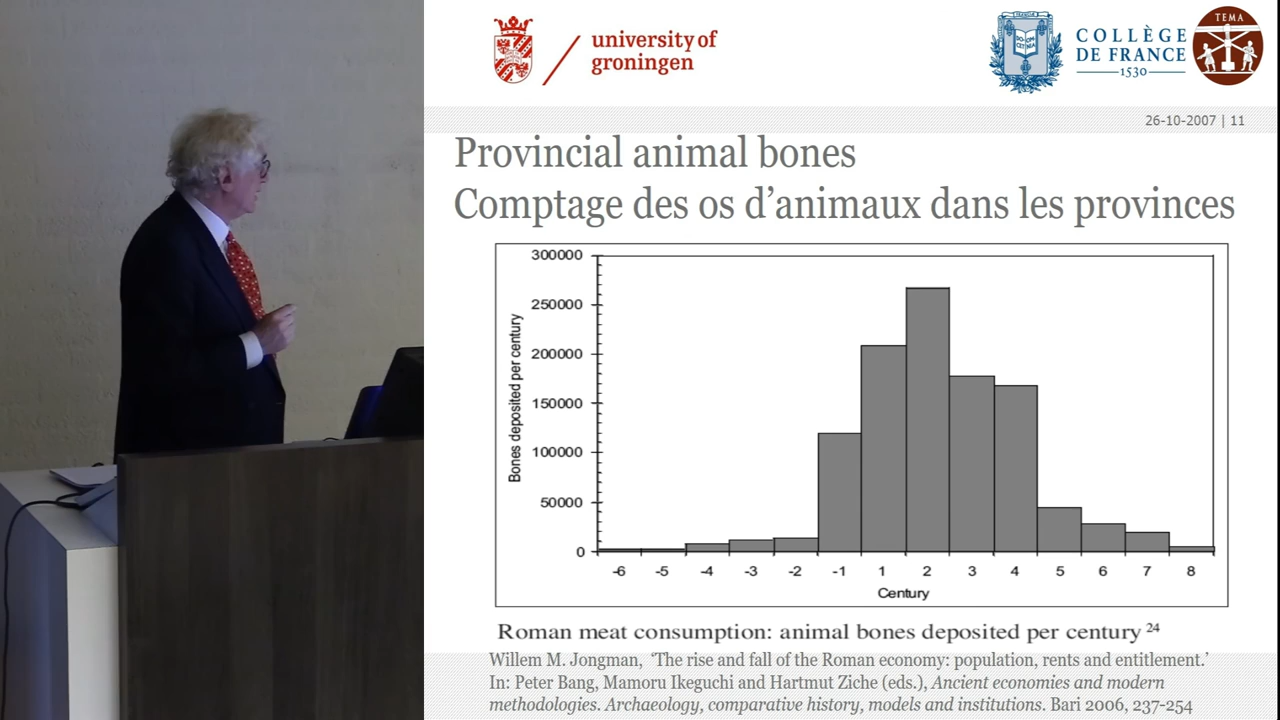 university of
groningen
COLLÈGE
DE FRANCE
1530
TEMA
26-10-2007 | 11
Provincial animal bones
Comptage des os d'animaux dans les provinces
Bones deposited per century
300000
250000
200000
150000
100000
50000
0
-6 -5 -4 -3 -2 -1 1 2 3 4 5 6 7 8
Century
Roman meat consumption: animal bones deposited per century 24
Willem M. Jongman, 'The rise and fall of the Roman economy: population, rents and entitlement.'
In: Peter Bang, Mamoru Ikeguchi and Hartmut Ziche (eds.), Ancient economies and modern
methodologies. Archaeology, comparative history, models and institutions. Bari 2006, 237-254